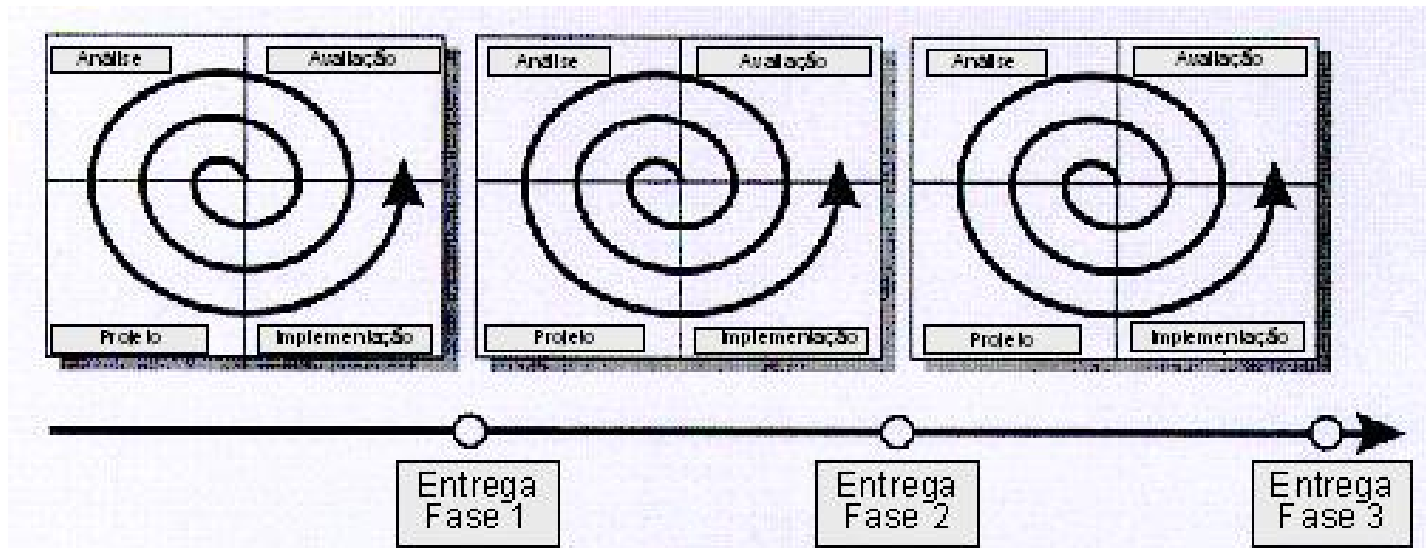 Análise
Avaliação
Análise
Avaliação
Análise
Avaliação
Projeto
Implementação
Projeto
Implementação
Projeto
Implementação
Entrega
Fase 1
Entrega
Fase 2
Entrega
Fase 3